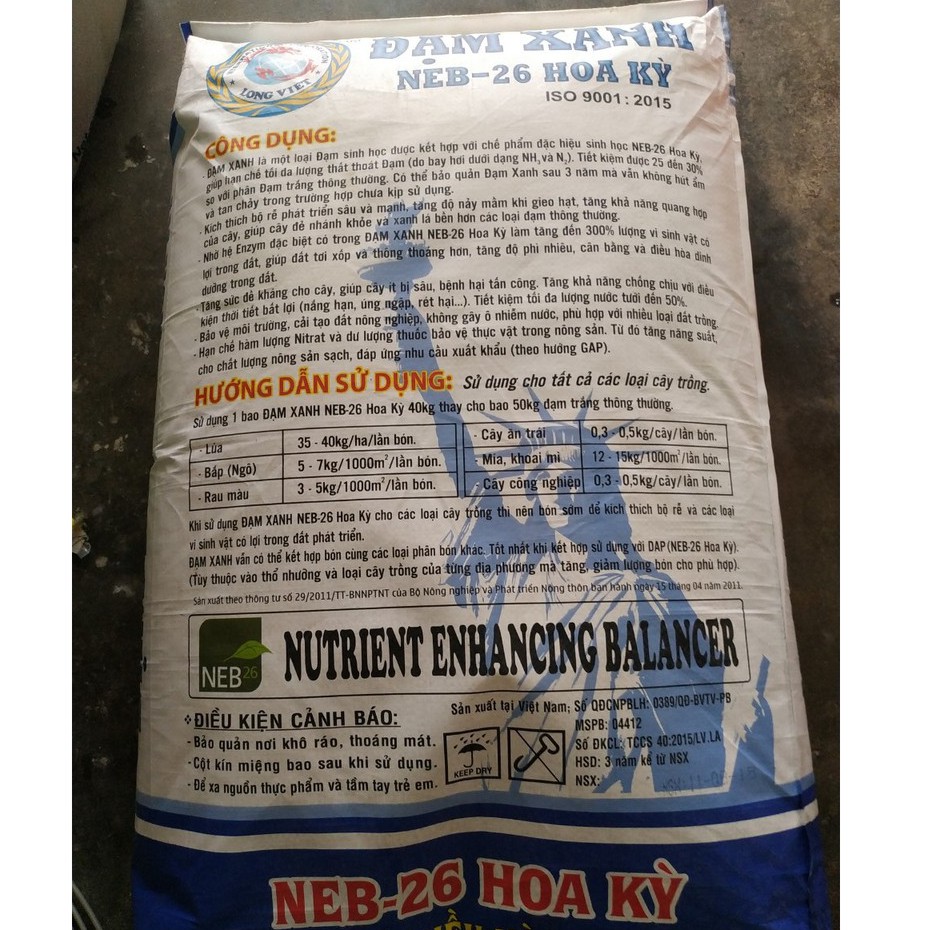 ĐẠM XANH
NEB-26 HOA KỲ
ISO 9001: 2015
LONG VIỆT
CÔNG DỤNG:
- ĐẠM XANH là một loại Đạm sinh học được kết hợp với chế phẩm đặc hiệu sinh học NEB-26 Hoa Kỳ,
giúp hạn chế tối đa lượng thất thoát Đạm (do bay hơi dưới dạng NH₃ và N₂). Tiết kiệm được 25 đến 30%
so với phân Đạm trắng thông thường. Có thể bảo quản Đạm Xanh sau 3 năm mà vẫn không hút ẩm
và tan chảy trong trường hợp chưa kịp sử dụng.
- Kích thích bộ rễ phát triển sâu và mạnh, tăng độ nảy mầm khi gieo hạt, tăng khả năng quang hợp
của cây, giúp cây đẻ nhánh khỏe và xanh lá bền hơn các loại đạm thông thường.
- Nhờ hệ Enzym đặc biệt có trong ĐẠM XANH NEB-26 Hoa Kỳ làm tăng đến 300% lượng vi sinh vật có
lợi trong đất, giúp đất tơi xốp và thông thoáng hơn, tăng độ phì nhiêu, cân bằng và điều hòa dinh
dưỡng trong đất.
- Tăng sức đề kháng cho cây, giúp cây ít bị sâu, bệnh hại tấn công. Tăng khả năng chống chịu với điều
kiện thời tiết bất lợi (nắng hạn, úng ngập, rét hại...). Tiết kiệm tối đa lượng nước tưới đến 50%.
- Bảo vệ môi trường, cải tạo đất nông nghiệp, không gây ô nhiễm nước, phù hợp với nhiều loại đất trồng.
- Hạn chế hàm lượng Nitrat và dư lượng thuốc bảo vệ thực vật trong nông sản. Từ đó tăng năng suất,
cho chất lượng nông sản sạch, đáp ứng nhu cầu xuất khẩu (theo hướng GAP).
HƯỚNG DẪN SỬ DỤNG: Sử dụng cho tất cả các loại cây trồng.
Sử dụng 1 bao ĐẠM XANH NEB-26 Hoa Kỳ 40kg thay cho bao 50kg đạm trắng thông thường.
- Lúa 35 - 40kg/ha/lần bón. - Cây ăn trái 0,3 - 0,5kg/cây/lần bón.
- Bắp (Ngô) 5 - 7kg/1000m²/lần bón. - Mía, khoai mì 12 - 15kg/1000m²/lần bón.
- Rau màu 3 - 5kg/1000m²/lần bón. - Cây công nghiệp 0,3 - 0,5kg/cây/lần bón.
Khi sử dụng ĐẠM XANH NEB-26 Hoa Kỳ cho các loại cây trồng thì nên bón sớm để kích thích bộ rễ và các loại
vi sinh vật có lợi trong đất phát triển.
ĐẠM XANH vẫn có thể kết hợp bón cùng các loại phân bón khác. Tốt nhất khi kết hợp sử dụng với DAP (NEB-26 Hoa Kỳ).
(Tùy thuộc vào thổ nhưỡng và loại cây trồng của từng địa phương mà tăng, giảm lượng bón cho phù hợp).
Sản xuất theo thông tư số 29/2011/TT-BNNPTNT của Bộ Nông nghiệp và Phát triển Nông thôn ban hành ngày 15 tháng 04 năm 2011.
NEB 26 NUTRIENT ENHANCING BALANCER
Sản xuất tại Việt Nam; Số QĐCNPBLH: 0389/QĐ-BVTV-PB
MSPB: 04412
Số ĐKCL: TCCS 40:2015/LV.LA
HSD: 3 năm kể từ NSX
NSX:
ĐIỀU KIỆN CẢNH BÁO:
- Bảo quản nơi khô ráo, thoáng mát.
- Cột kín miệng bao sau khi sử dụng.
- Để xa nguồn thực phẩm và tầm tay trẻ em.
KEEP DRY
NEB-26 HOA KỲ